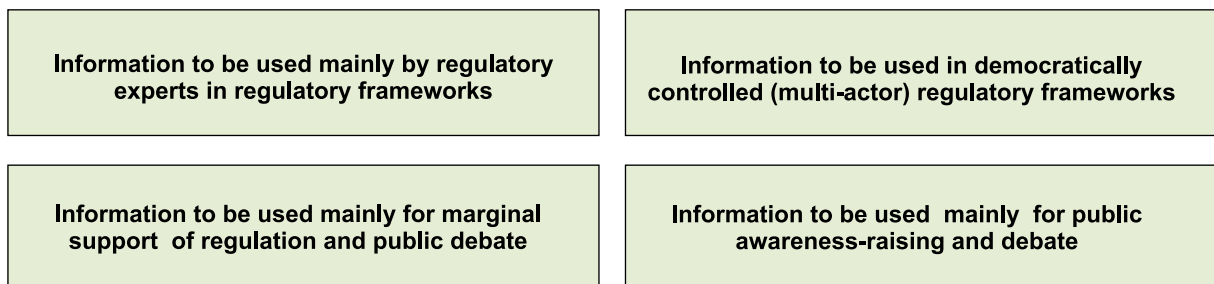 Information to be used mainly by regulatory
experts in regulatory frameworks
Information to be used in democratically
controlled (multi-actor) regulatory frameworks
Information to be used mainly for marginal
support of regulation and public debate
Information to be used mainly for public
awareness-raising and debate